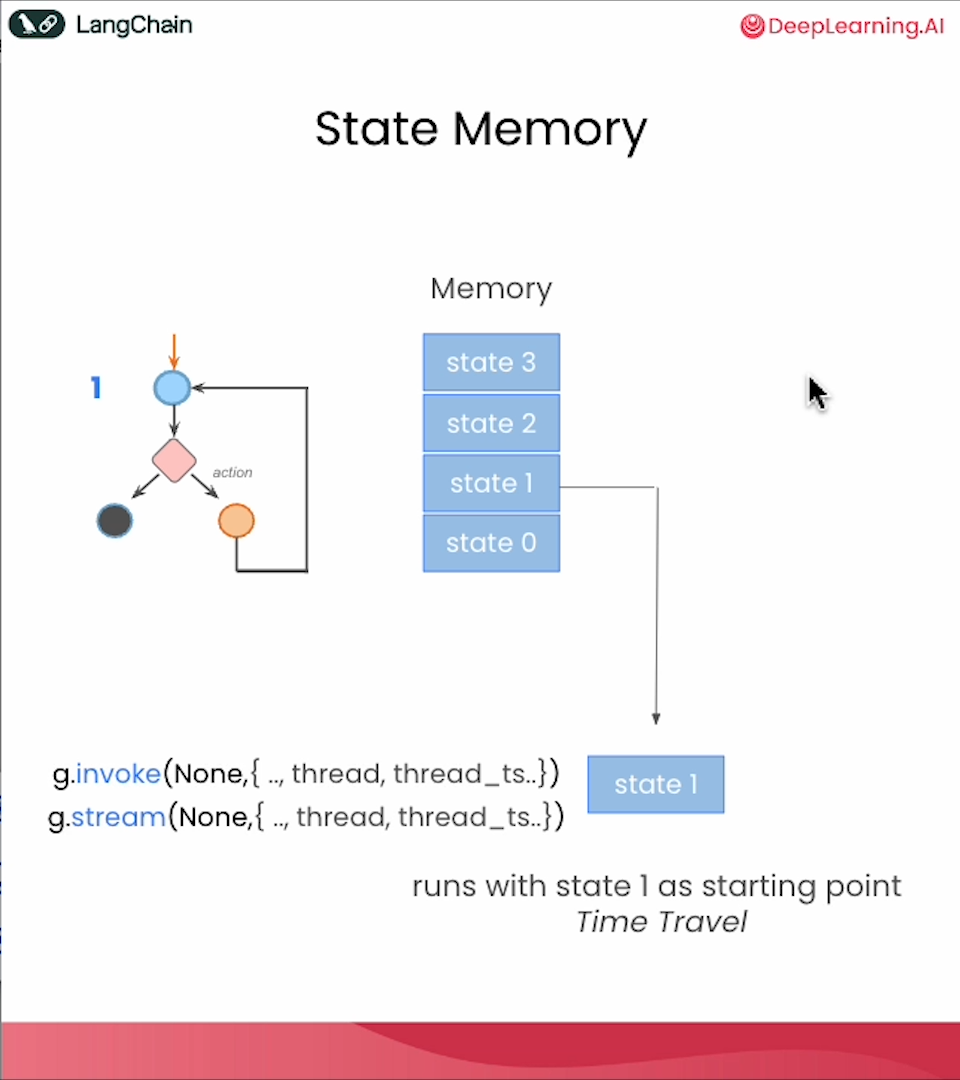 LangChain
DeepLearning.AI
State Memory
Memory
1
action
state 3
state 2
state 1
state 0
g.invoke(None,{ .., thread, thread_ts..})
g.stream(None,{ .., thread, thread_ts..})
state 1
runs with state 1 as starting point
Time Travel